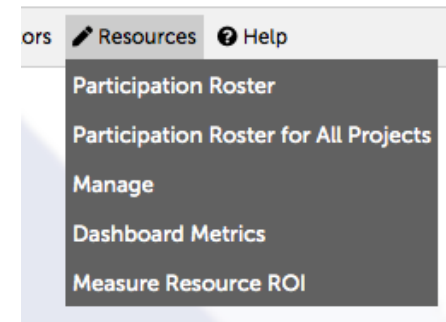 ors Resources Help
Participation Roster
Participation Roster for All Projects
Manage
Dashboard Metrics
Measure Resource ROI